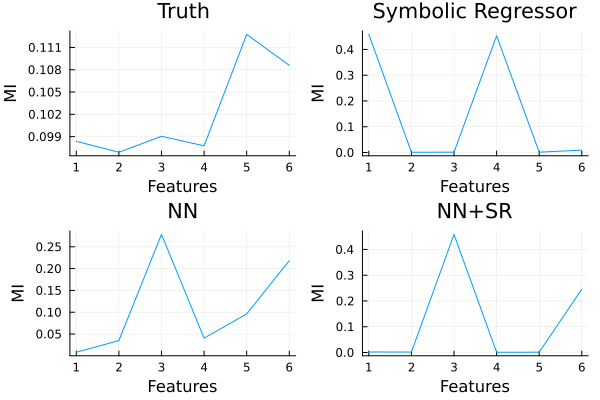 Truth
MI
0.111
0.108
0.105
0.102
0.099
1 2 3 4 5 6
Features
Symbolic Regressor
MI
0.4
0.3
0.2
0.1
0.0
1 2 3 4 5 6
Features
NN
MI
0.25
0.20
0.15
0.10
0.05
1 2 3 4 5 6
Features
NN+SR
MI
0.4
0.3
0.2
0.1
0.0
1 2 3 4 5 6
Features